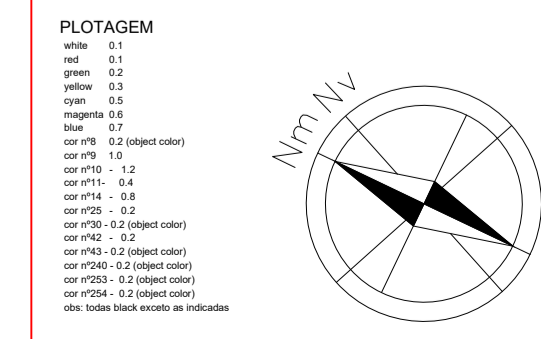 PLOTAGEM
white 0.1
red 0.1
green 0.2
yellow 0.3
cyan 0.5
magenta 0.6
blue 0.7
cor nº8 0.2 (object color)
cor nº9 1.0
cor nº10 - 1.2
cor nº11- 0.4
cor nº14 - 0.8
cor nº25 - 0.2
cor nº30 - 0.2 (object color)
cor nº42 - 0.2
cor nº43 - 0.2 (object color)
cor nº240 - 0.2 (object color)
cor nº253 - 0.2 (object color)
cor nº254 - 0.2 (object color)
obs: todas black exceto as indicadas
Nm Nv